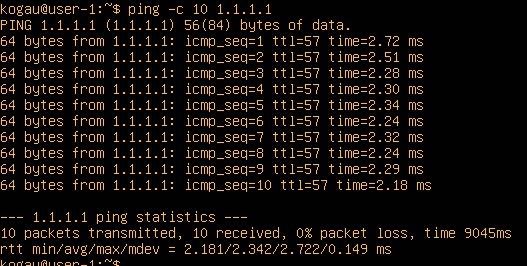 kogau@user-1:~$ ping -c 10 1.1.1.1
PING 1.1.1.1 (1.1.1.1) 56(84) bytes of data.
64 bytes from 1.1.1.1: icmp_seq=1 ttl=57 time=2.72 ms
64 bytes from 1.1.1.1: icmp_seq=2 ttl=57 time=2.51 ms
64 bytes from 1.1.1.1: icmp_seq=3 ttl=57 time=2.28 ms
64 bytes from 1.1.1.1: icmp_seq=4 ttl=57 time=2.30 ms
64 bytes from 1.1.1.1: icmp_seq=5 ttl=57 time=2.34 ms
64 bytes from 1.1.1.1: icmp_seq=6 ttl=57 time=2.24 ms
64 bytes from 1.1.1.1: icmp_seq=7 ttl=57 time=2.32 ms
64 bytes from 1.1.1.1: icmp_seq=8 ttl=57 time=2.24 ms
64 bytes from 1.1.1.1: icmp_seq=9 ttl=57 time=2.29 ms
64 bytes from 1.1.1.1: icmp_seq=10 ttl=57 time=2.18 ms
--- 1.1.1.1 ping statistics ---
10 packets transmitted, 10 received, 0% packet loss, time 9045ms
rtt min/avg/max/mdev = 2.181/2.342/2.722/0.149 ms
kogau@user-1:~$